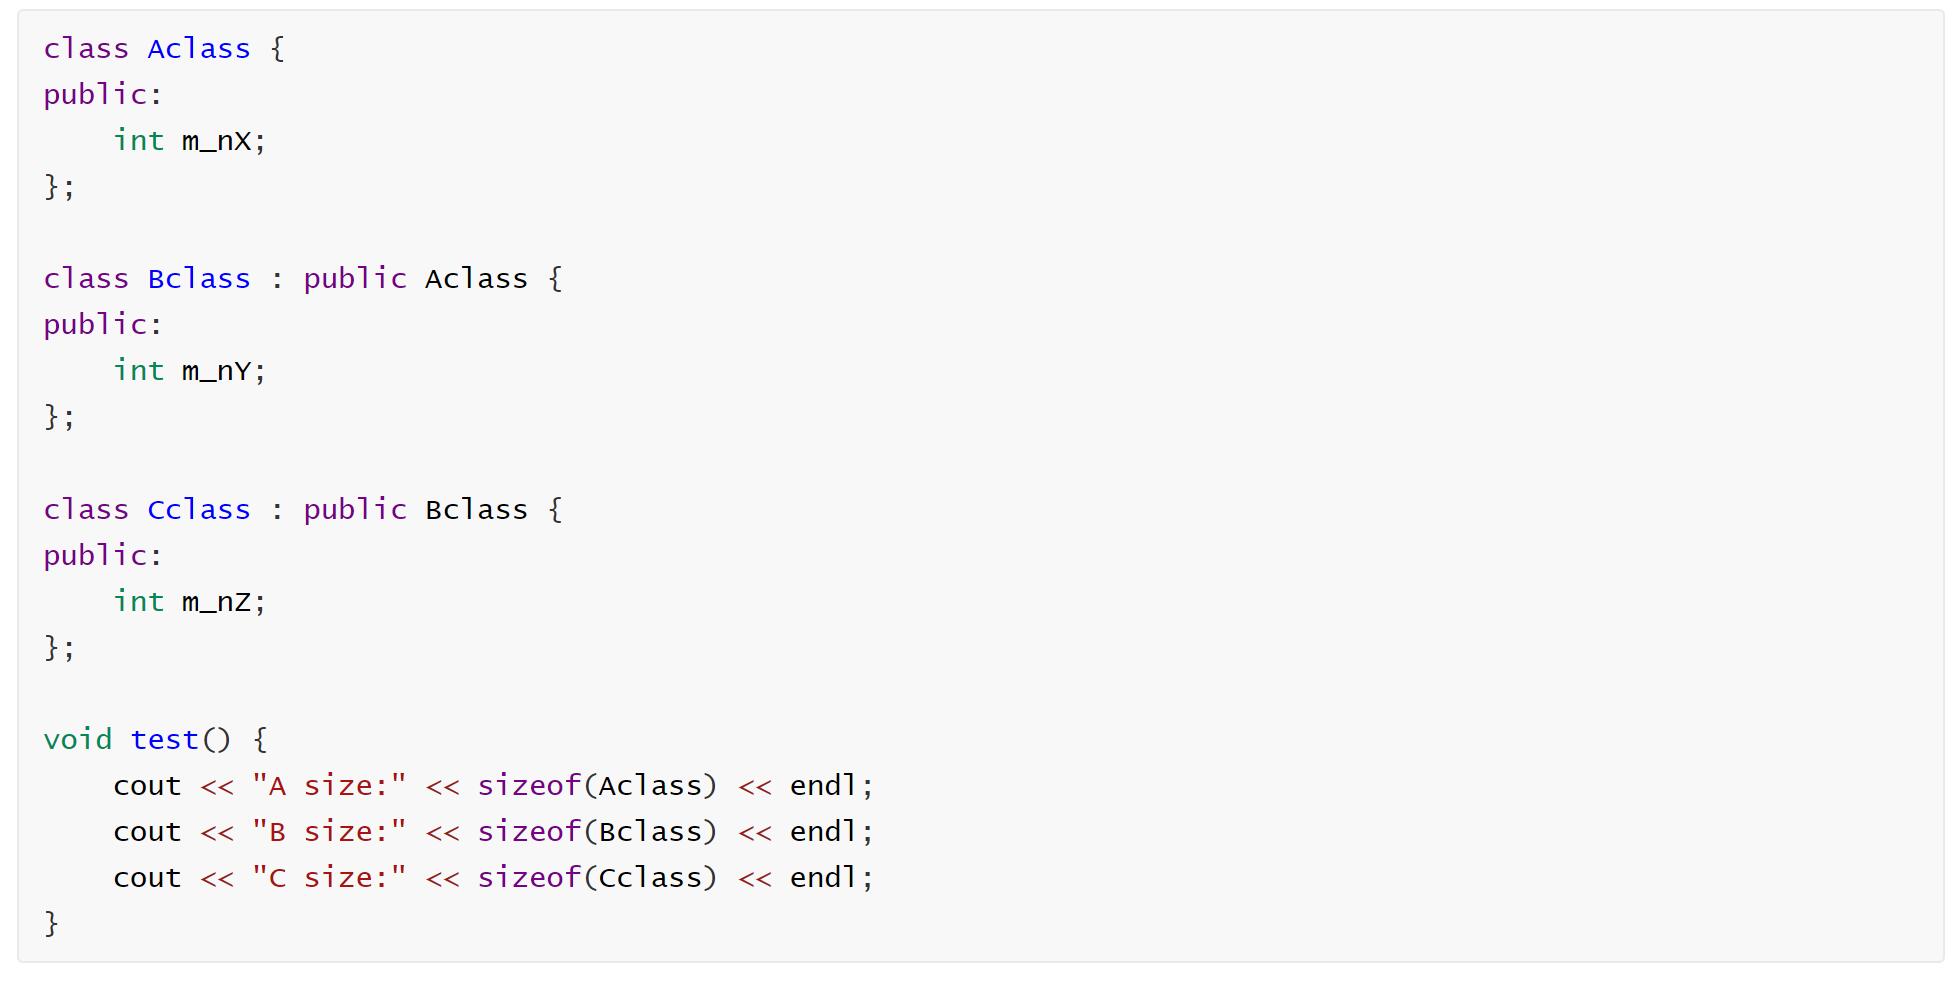 class Aclass {
public:
    int m_nX;
};

class Bclass : public Aclass {
public:
    int m_nY;
};

class Cclass : public Bclass {
public:
    int m_nZ;
};

void test() {
    cout << "A size:" << sizeof(Aclass) << endl;
    cout << "B size:" << sizeof(Bclass) << endl;
    cout << "C size:" << sizeof(Cclass) << endl;
}